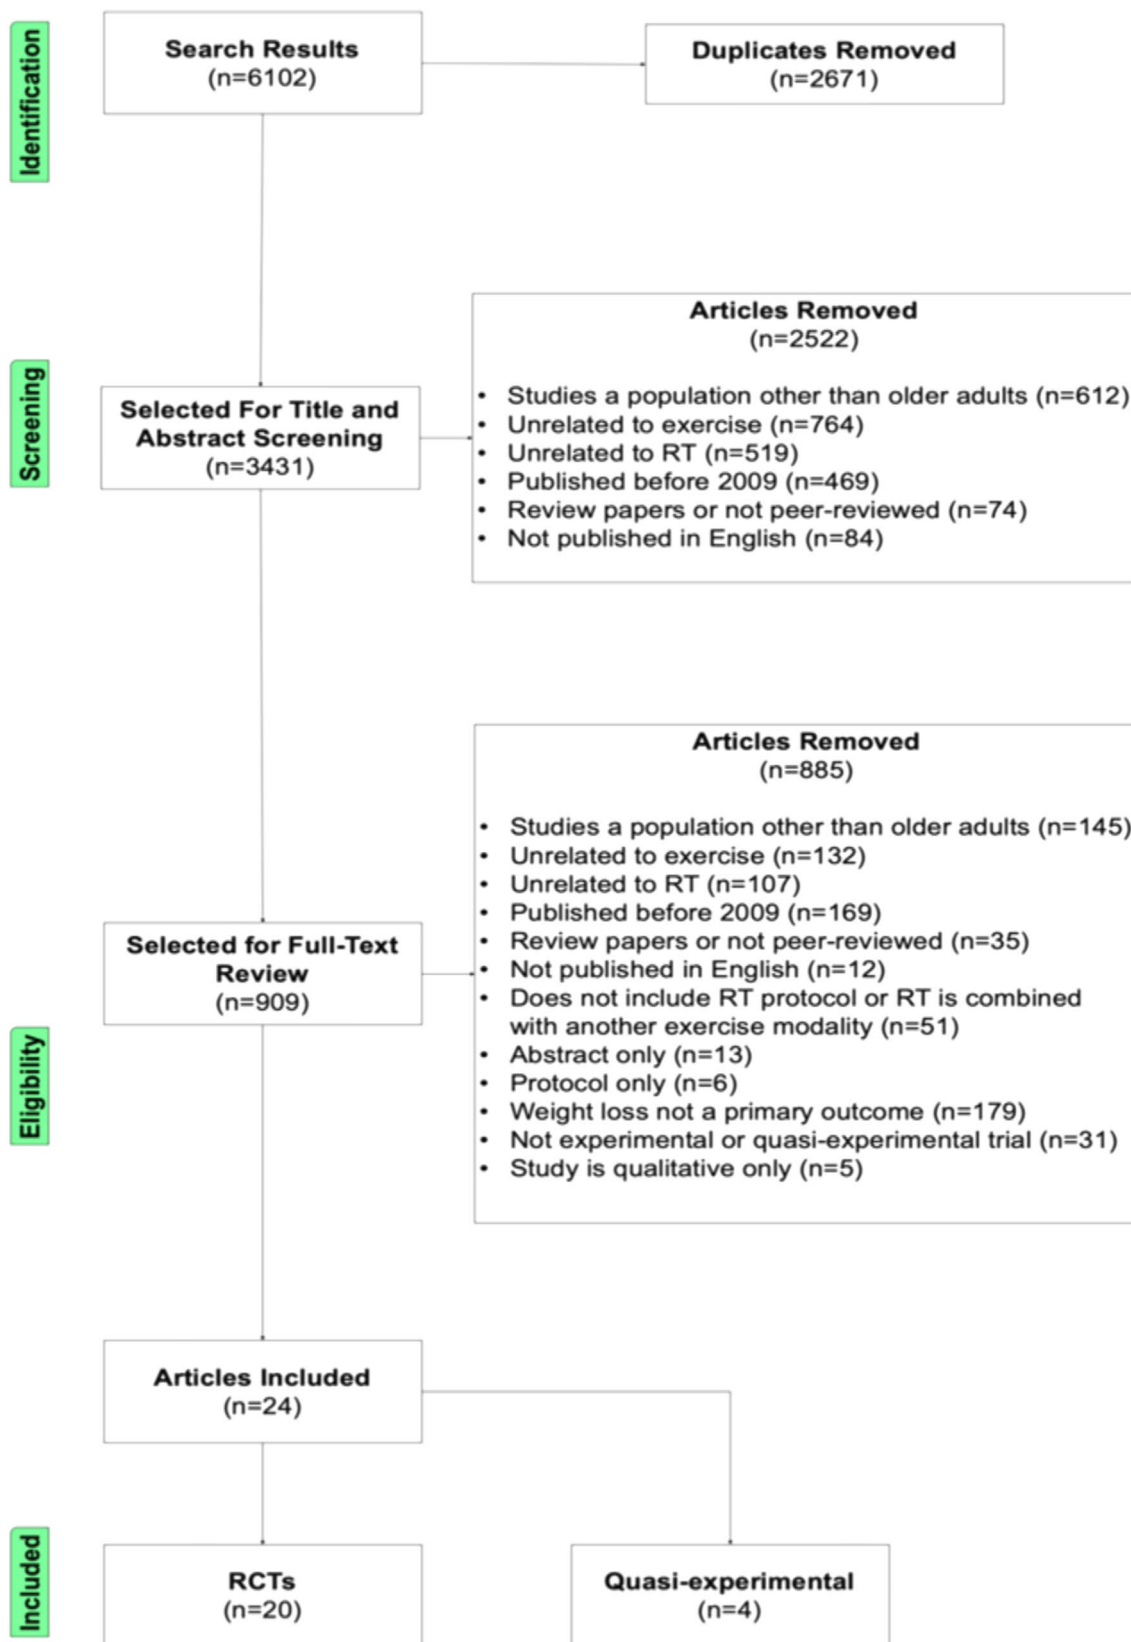 Identification
Search Results
(n=6102)
Duplicates Removed
(n=2671)
Screening
Selected For Title and
Abstract Screening
(n=3431)
Articles Removed
(n=2522)
• Studies a population other than older adults (n=612)
• Unrelated to exercise (n=764)
• Unrelated to RT (n=519)
• Published before 2009 (n=469)
• Review papers or not peer-reviewed (n=74)
• Not published in English (n=84)
Eligibility
Selected for Full-Text
Review
(n=909)
Articles Removed
(n=885)
• Studies a population other than older adults (n=145)
• Unrelated to exercise (n=132)
• Unrelated to RT (n=107)
• Published before 2009 (n=169)
• Review papers or not peer-reviewed (n=35)
• Not published in English (n=12)
• Does not include RT protocol or RT is combined
with another exercise modality (n=51)
• Abstract only (n=13)
• Protocol only (n=6)
• Weight loss not a primary outcome (n=179)
• Not experimental or quasi-experimental trial (n=31)
• Study is qualitative only (n=5)
Articles Included
(n=24)
Included
RCTs
(n=20)
Quasi-experimental
(n=4)